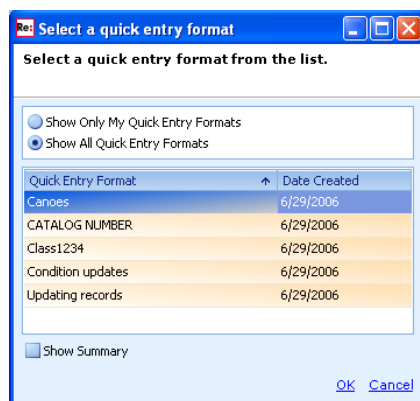 Re: Select a quick entry format
Select a quick entry format from the list.
Show Only My Quick Entry Formats
Show All Quick Entry Formats
Quick Entry Format Date Created
Canoes 6/29/2006
CATALOG NUMBER 6/29/2006
Class1234 6/29/2006
Condition updates 6/29/2006
Updating records 6/29/2006
Show Summary
OK Cancel